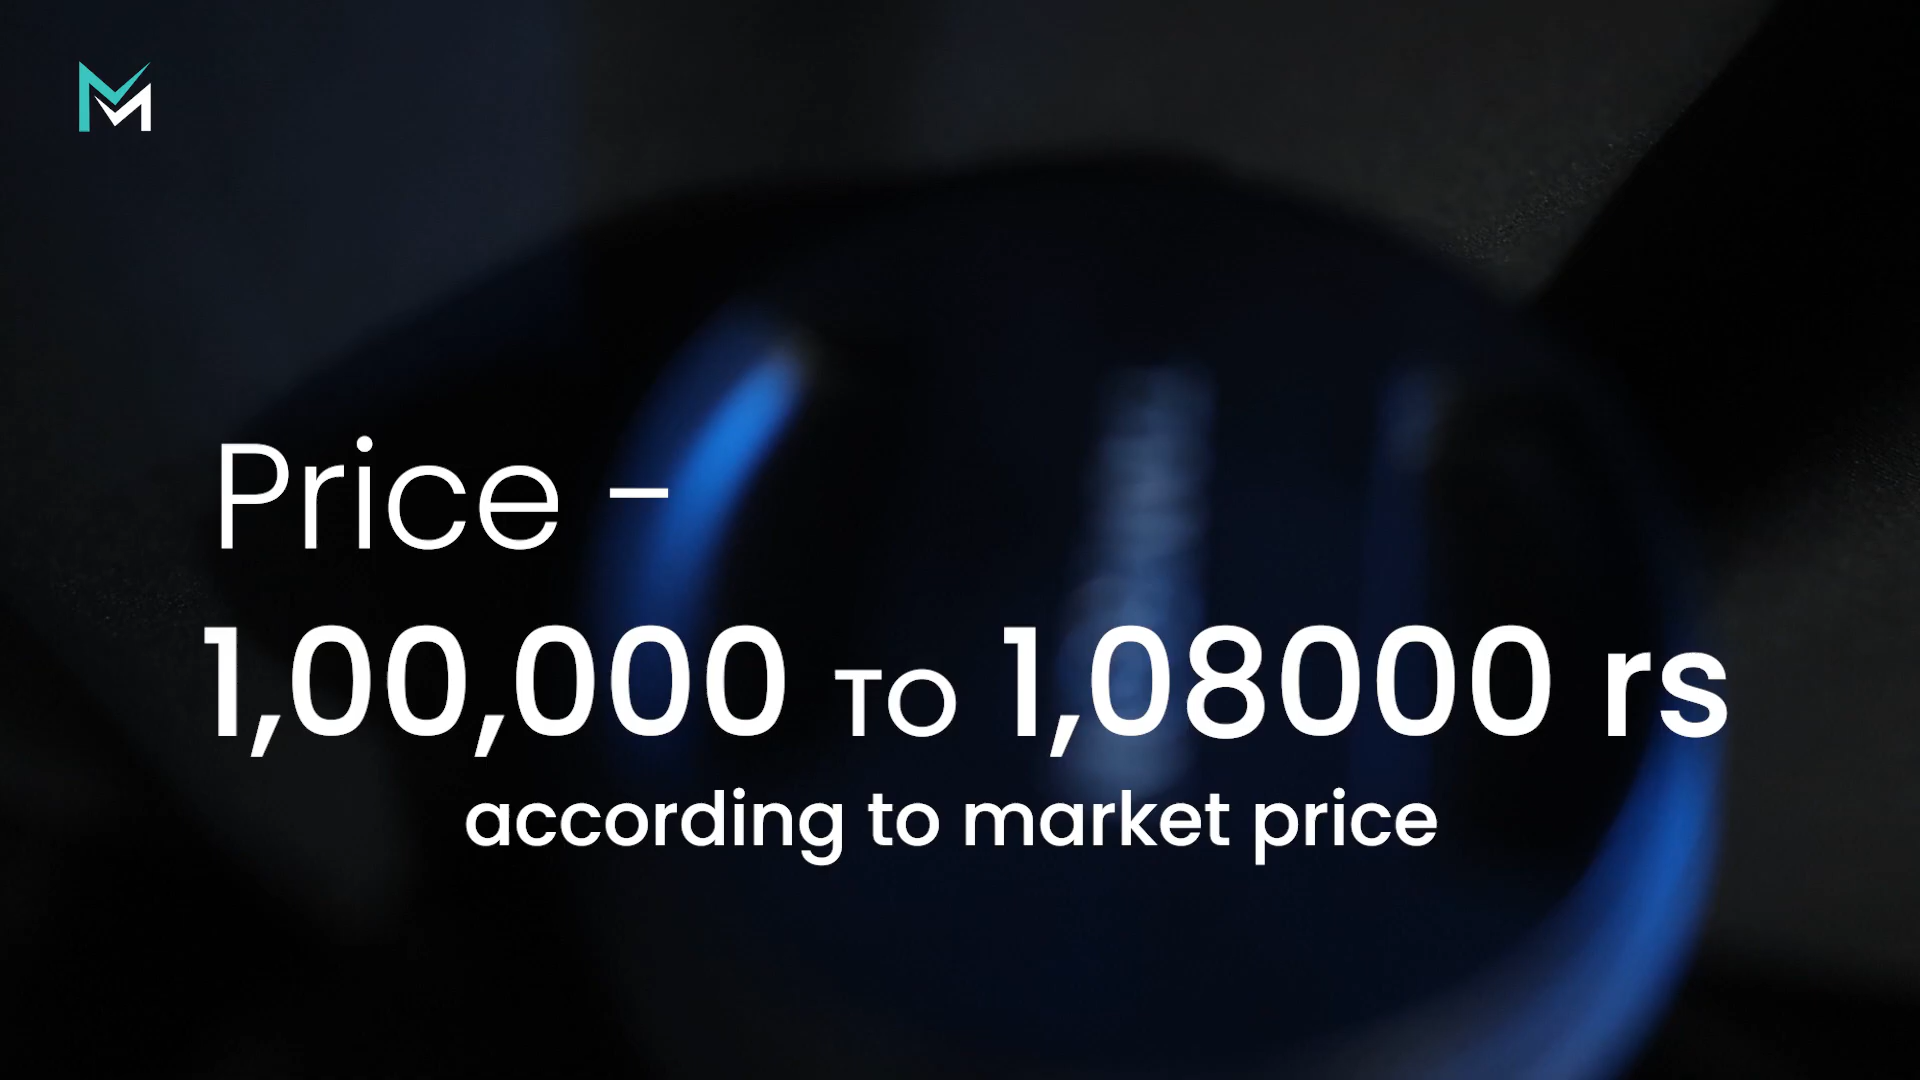 Price -
1,00,000 TO 1,08000 rs
according to market price